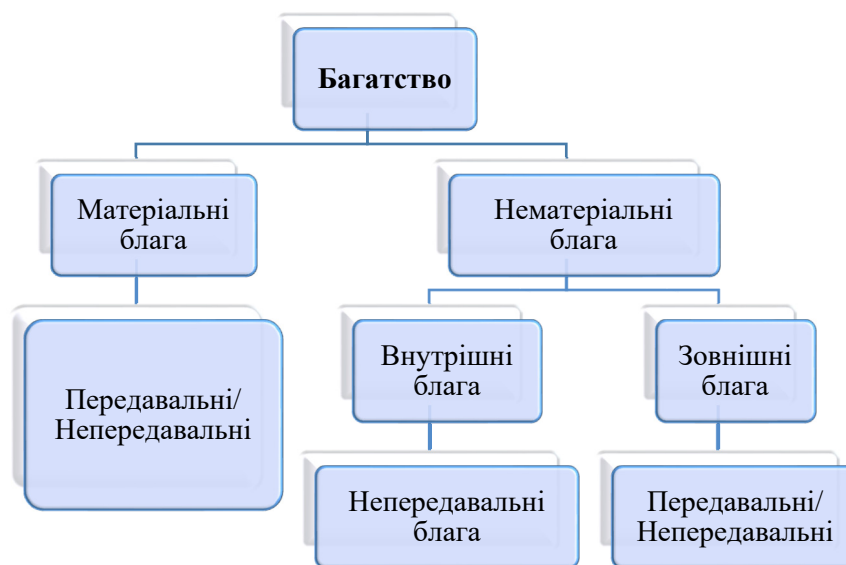 Багатство
Матеріальні
блага
Нематеріальні
блага
Передавальні/
Непередавальні
Внутрішні
блага
Зовнішні
блага
Непередавальні
блага
Передавальні/
Непередавальні